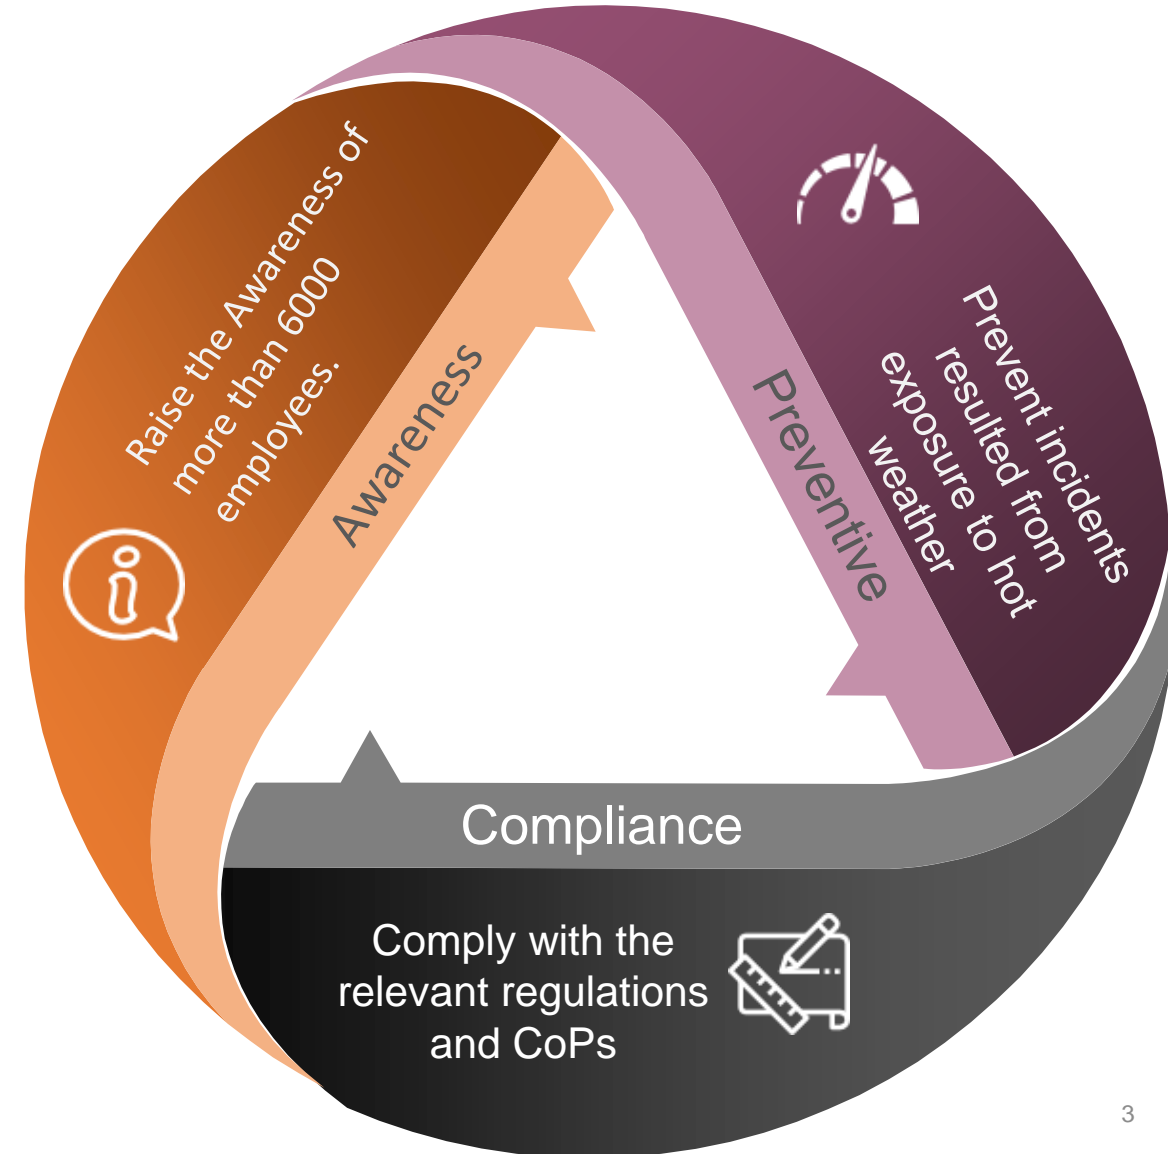 Raise the Awareness of
more than 6000
employees.
Awareness
Preventive
Prevent incidents
resulted from
exposure to hot
weather
Compliance
Comply with the
relevant regulations
and CoPs
3